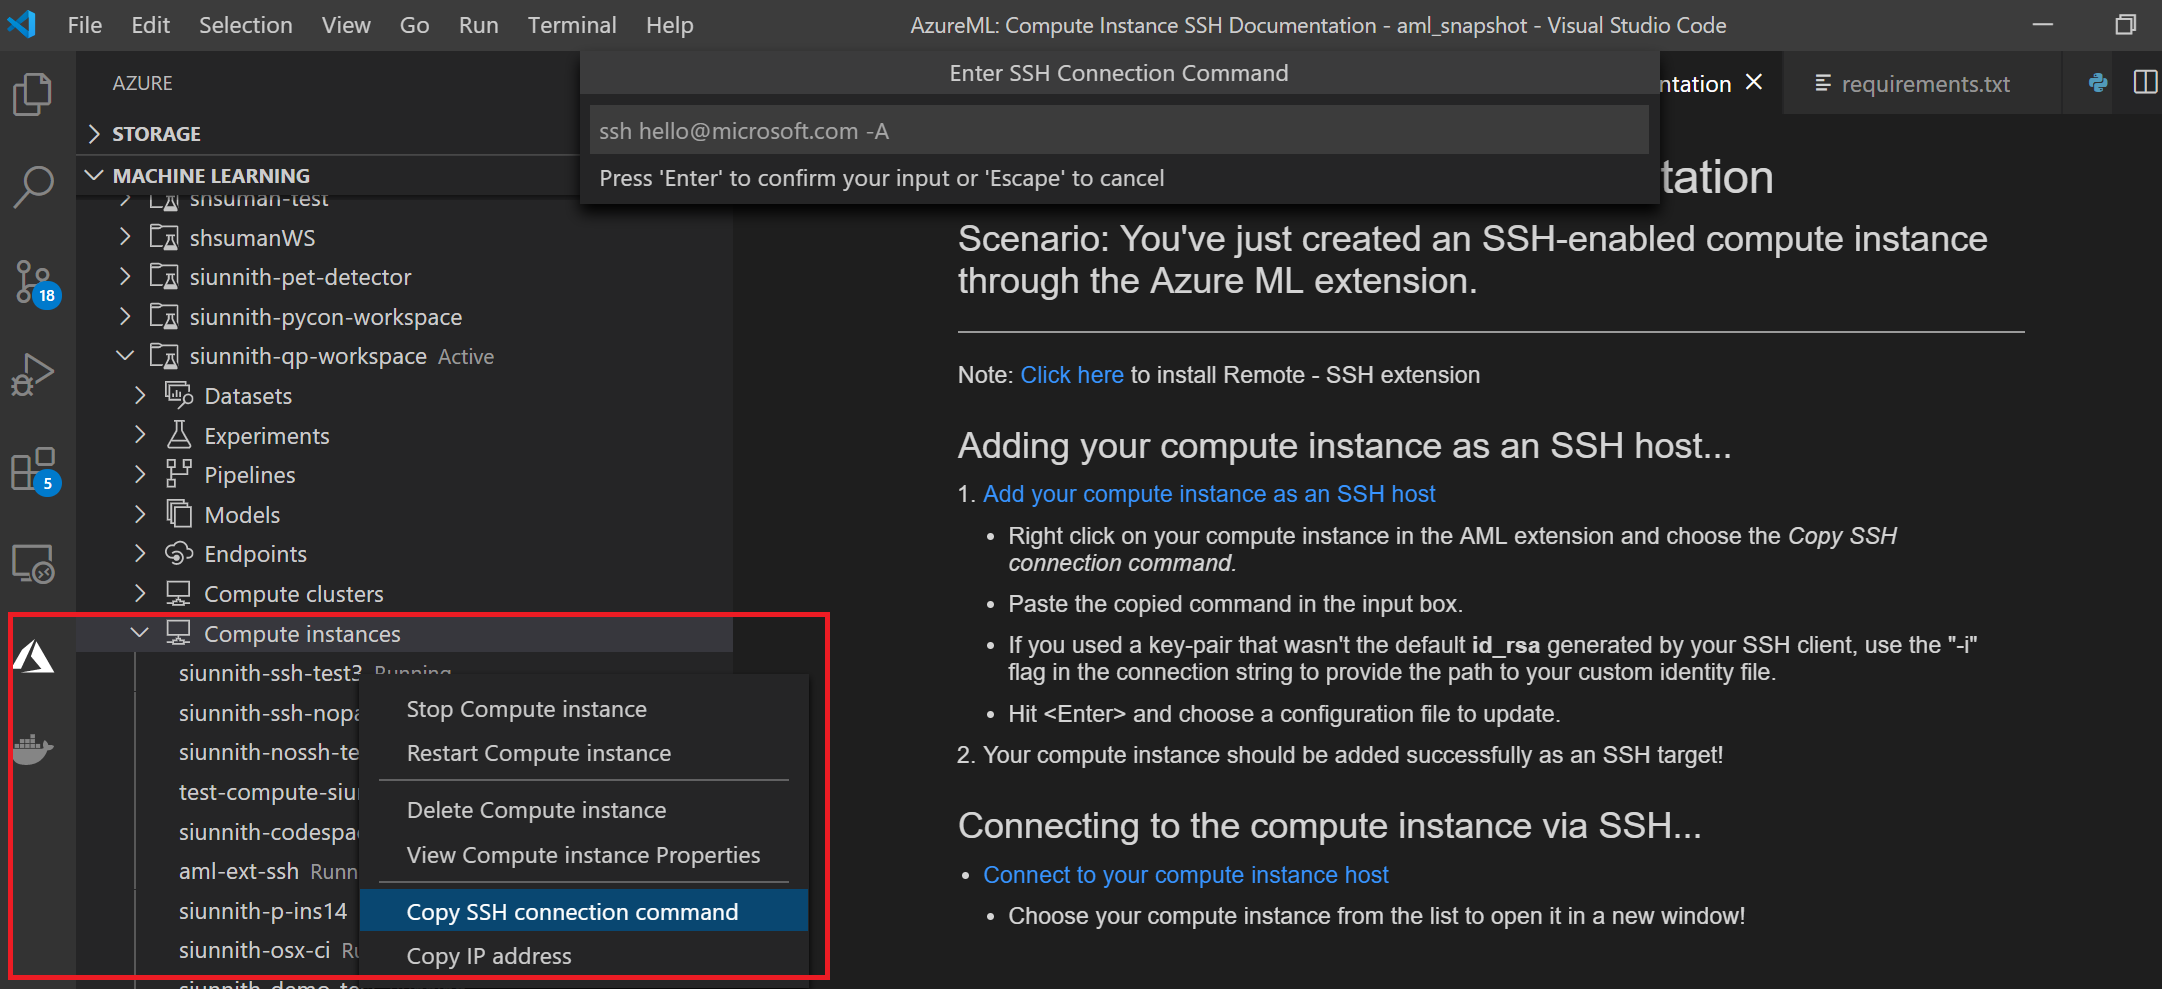 File Edit Selection View Go Run Terminal Help
AzureML: Compute Instance SSH Documentation - aml_snapshot - Visual Studio Code
Enter SSH Connection Command
ssh hello@microsoft.com -A
Press 'Enter' to confirm your input or 'Escape' to cancel
ntation
requirements.txt
AZURE
STORAGE
MACHINE LEARNING
shsuman-test
shsumanWS
siunnith-pet-detector
siunnith-pycon-workspace
siunnith-qp-workspace Active
Datasets
Experiments
Pipelines
Models
Endpoints
Compute clusters
Compute instances
siunnith-ssh-test3 Running
siunnith-ssh-nopa
siunnith-nossh-te
test-compute-siu
siunnith-codespa
aml-ext-ssh Runn
siunnith-p-ins14
siunnith-osx-ci Ru
18
5
Stop Compute instance
Restart Compute instance
Delete Compute instance
View Compute instance Properties
Copy SSH connection command
Copy IP address
tation
Scenario: You've just created an SSH-enabled compute instance
through the Azure ML extension.
Note: Click here to install Remote - SSH extension
Adding your compute instance as an SSH host...
1. Add your compute instance as an SSH host
• Right click on your compute instance in the AML extension and choose the Copy SSH
connection command.
• Paste the copied command in the input box.
• If you used a key-pair that wasn't the default id_rsa generated by your SSH client, use the "-i"
flag in the connection string to provide the path to your custom identity file.
• Hit <Enter> and choose a configuration file to update.
2. Your compute instance should be added successfully as an SSH target!
Connecting to the compute instance via SSH...
• Connect to your compute instance host
• Choose your compute instance from the list to open it in a new window!